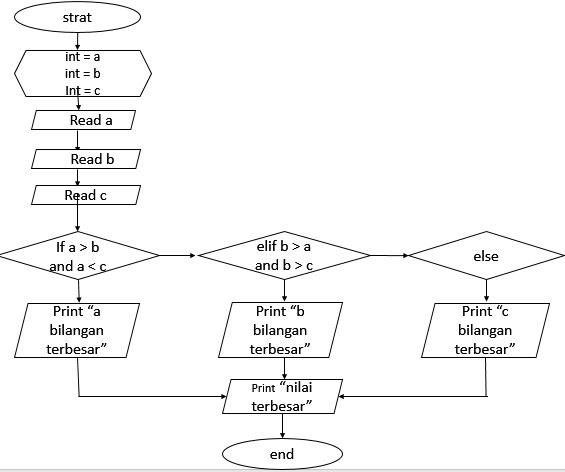 strat
int = a
int = b
Int = c
Read a
Read b
Read c
If a > b
and a < c
elif b > a
and b > c
else
Print “a
bilangan
terbesar”
Print “b
bilangan
terbesar”
Print “c
bilangan
terbesar”
Print “nilai
terbesar”
end